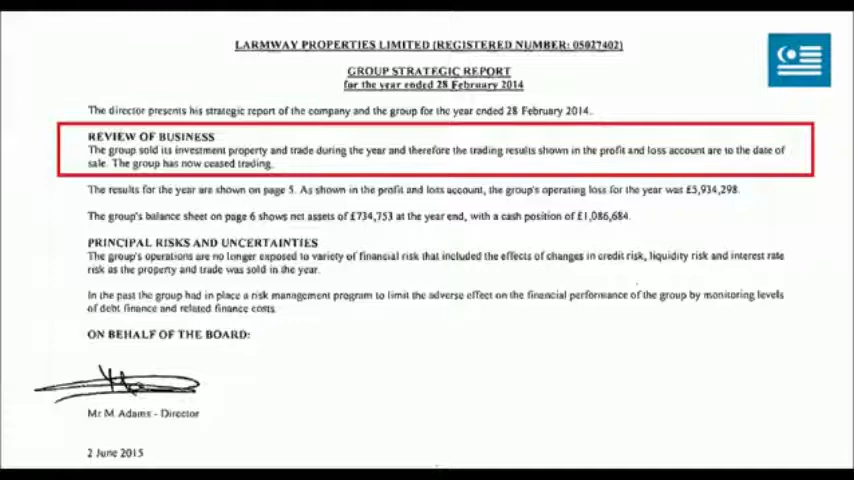 LARMWAY PROPERTIES LIMITED (REGISTERED NUMBER: 05027402)
GROUP STRATEGIC REPORT
for the year ended 28 February 2014
The director presents his strategic report of the company and the group for the year ended 28 February 2014.
REVIEW OF BUSINESS
The group sold its investment property and trade during the year and therefore the trading results shown in the profit and loss account are to the date of
sale. The group has now ceased trading.
The results for the year are shown on page 5. As shown in the profit and loss account, the group's operating loss for the year was £5,934,298.
The group's balance sheet on page 6 shows net assets of £734,753 at the year end, with a cash position of £1,086,684.
PRINCIPAL RISKS AND UNCERTAINTIES
The group's operations are no longer exposed to variety of financial risk that included the effects of changes in credit risk, liquidity risk and interest rate
risk as the property and trade was sold in the year.
In the past the group had in place a risk management program to limit the adverse effect on the financial performance of the group by monitoring levels
of debt finance and related finance costs.
ON BEHALF OF THE BOARD:
Mr M Adams - Director
2 June 2015